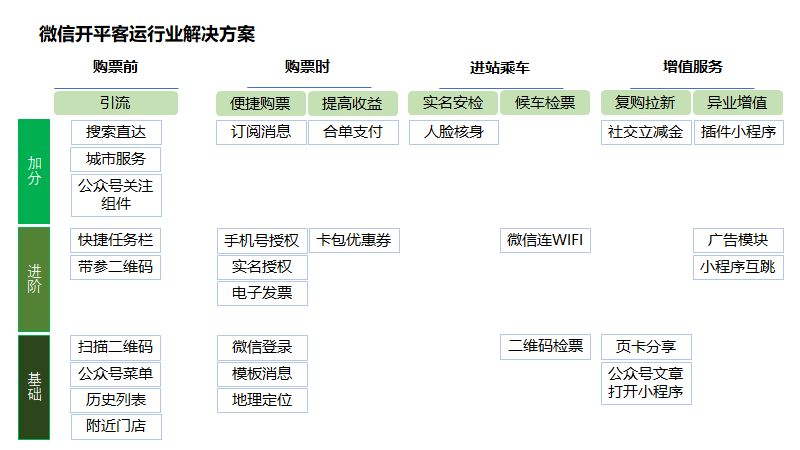 微信开平客运行业解决方案
购票前
购票时
进站乘车
增值服务
引流
便捷购票
提高收益
实名安检
候车检票
复购拉新
异业增值
加分
搜索直达
城市服务
公众号关注
组件
订阅消息
合单支付
人脸核身
社交立减金
插件小程序
进阶
快捷任务栏
带参二维码
手机号授权
实名授权
电子发票
卡包优惠券
微信连WIFI
广告模块
小程序互跳
基础
扫描二维码
公众号菜单
历史列表
附近门店
微信登录
模板消息
地理定位
二维码检票
页卡分享
公众号文章
打开小程序